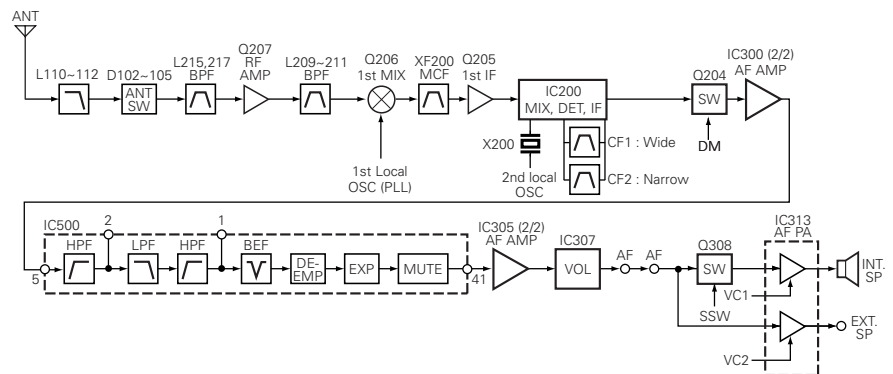 ANT
L110~112
D102~105
ANT
SW
L215,217
BPF
Q207
RF
AMP
L209~211
BPF
Q206
1st MIX
XF200
MCF
Q205
1st IF
IC200
MIX, DET, IF
Q204
SW
IC300 (2/2)
AF AMP
1st Local
OSC (PLL)
X200
2nd local
OSC
CF1 : Wide
CF2 : Narrow
DM
IC500
5
HPF
2
LPF
HPF
1
BEF
DE-
EMP
EXP
MUTE
41
IC305 (2/2)
AF AMP
IC307
VOL
AF
AF
Q308
SW
SSW
IC313
AF PA
VC1
VC2
INT.
SP
EXT.
SP